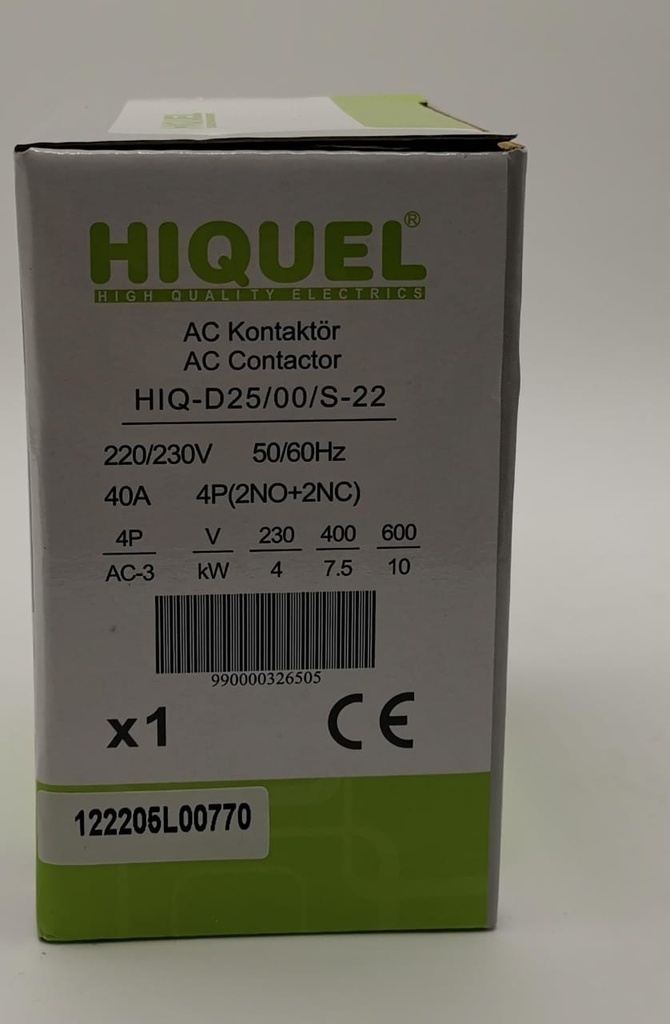 HIQUEL®
HIGH QUALITY ELECTRICS
AC Kontaktör
AC Contactor
HIQ-D25/00/S-22
220/230V 50/60Hz
40A 4P(2NO+2NC)
4P V 230 400 600
AC-3 kW 4 7.5 10
990000326505
x1 CE
122205L00770